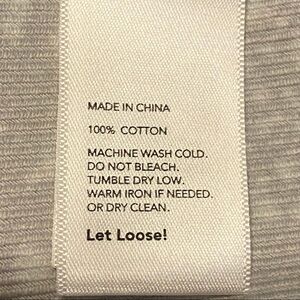 MADE IN CHINA
100% COTTON
MACHINE WASH COLD.
DO NOT BLEACH.
TUMBLE DRY LOW.
WARM IRON IF NEEDED
OR DRY CLEAN.
Let Loose!